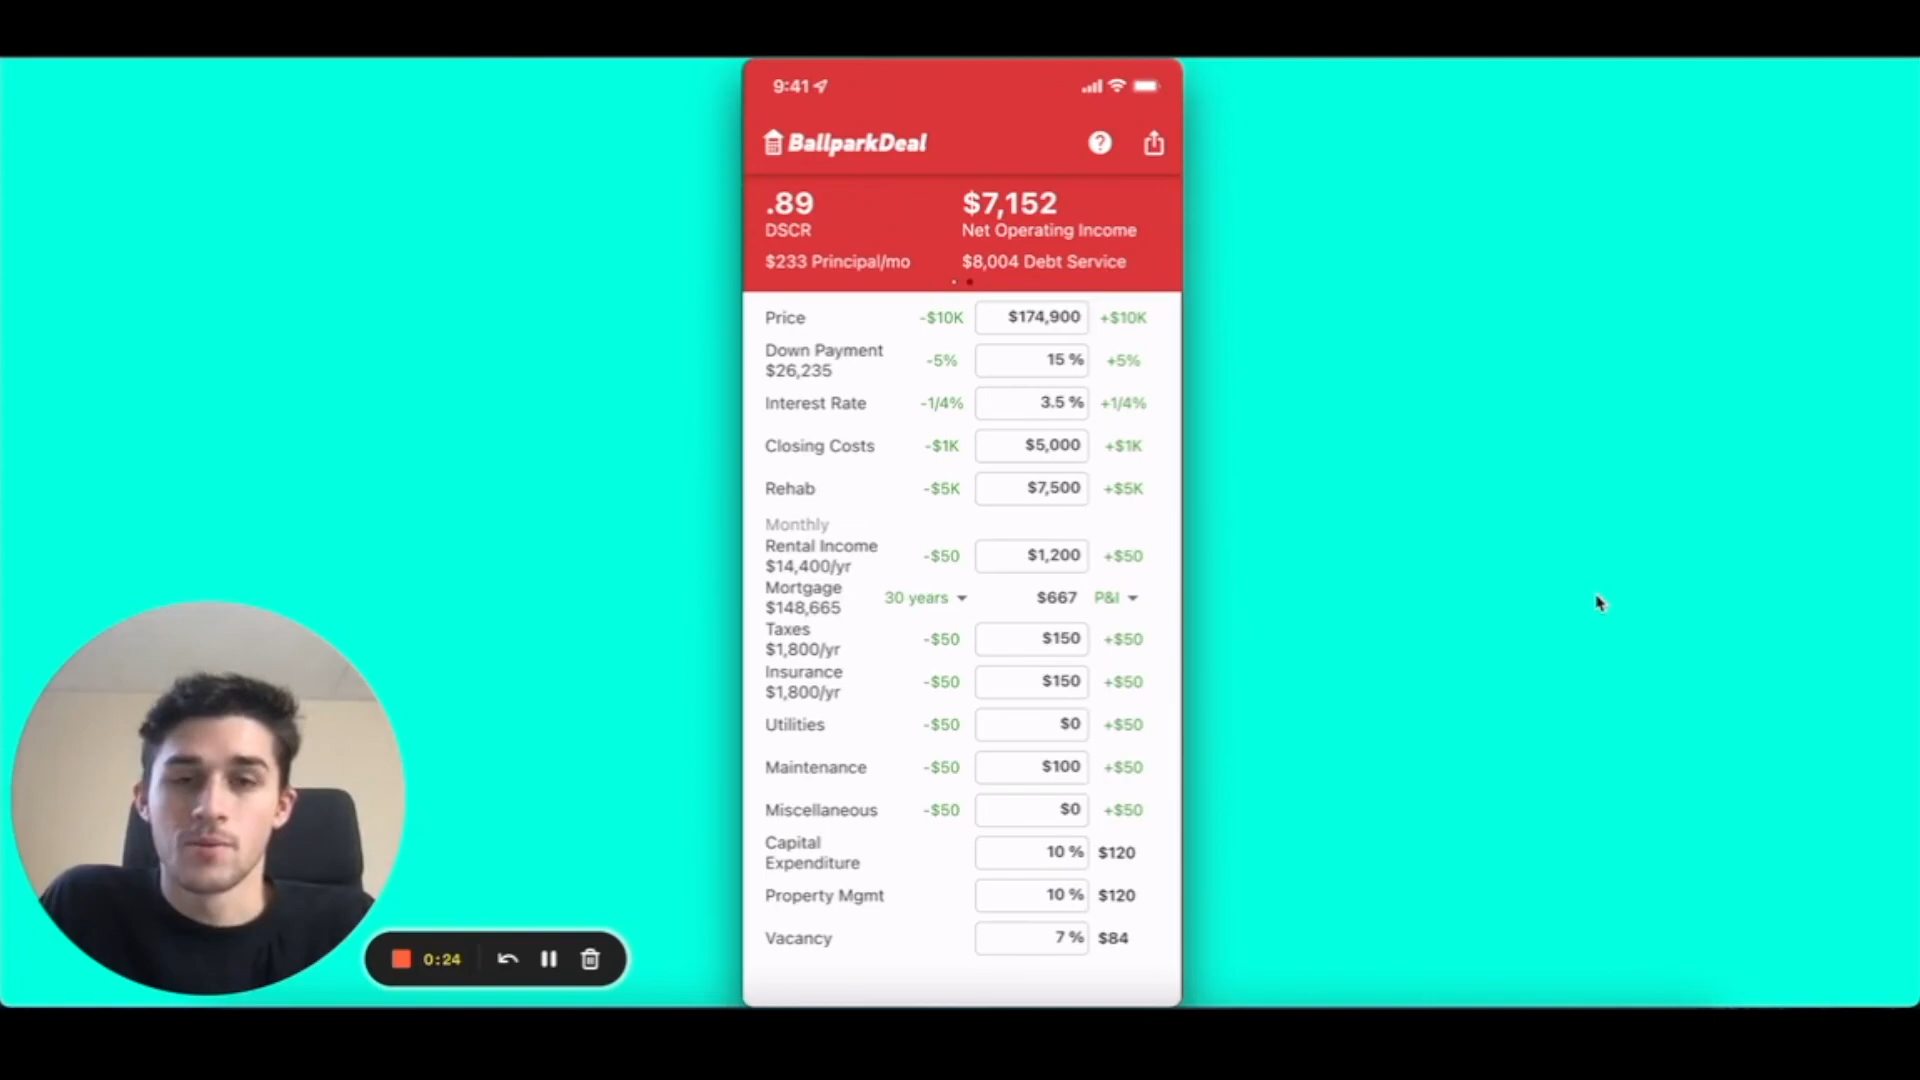 9:41
BallparkDeal
?
.89 $7,152
DSCR Net Operating Income
$233 Principal/mo $8,004 Debt Service
Price -$10K $174,900 +$10K
Down Payment
$26,235 -5% 15 % +5%
Interest Rate -1/4% 3.5 % +1/4%
Closing Costs -$1K $5,000 +$1K
Rehab -$5K $7,500 +$5K
Monthly
Rental Income
$14,400/yr -$50 $1,200 +$50
Mortgage
$148,665 30 years $667 P&I
Taxes
$1,800/yr -$50 $150 +$50
Insurance
$1,800/yr -$50 $150 +$50
Utilities -$50 $0 +$50
Maintenance -$50 $100 +$50
Miscellaneous -$50 $0 +$50
Capital
Expenditure 10 % $120
Property Mgmt 10 % $120
Vacancy 7 % $84
0:24